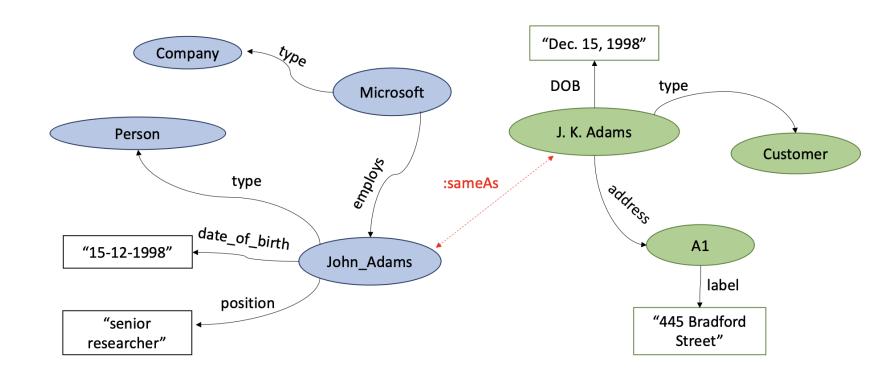 "Dec. 15, 1998"
Company
type
Microsoft
DOB
type
Person
J. K. Adams
Customer
type
employs
:sameAs
address
date_of_birth
"15-12-1998"
John_Adams
A1
position
label
"senior
researcher"
"445 Bradford
Street"